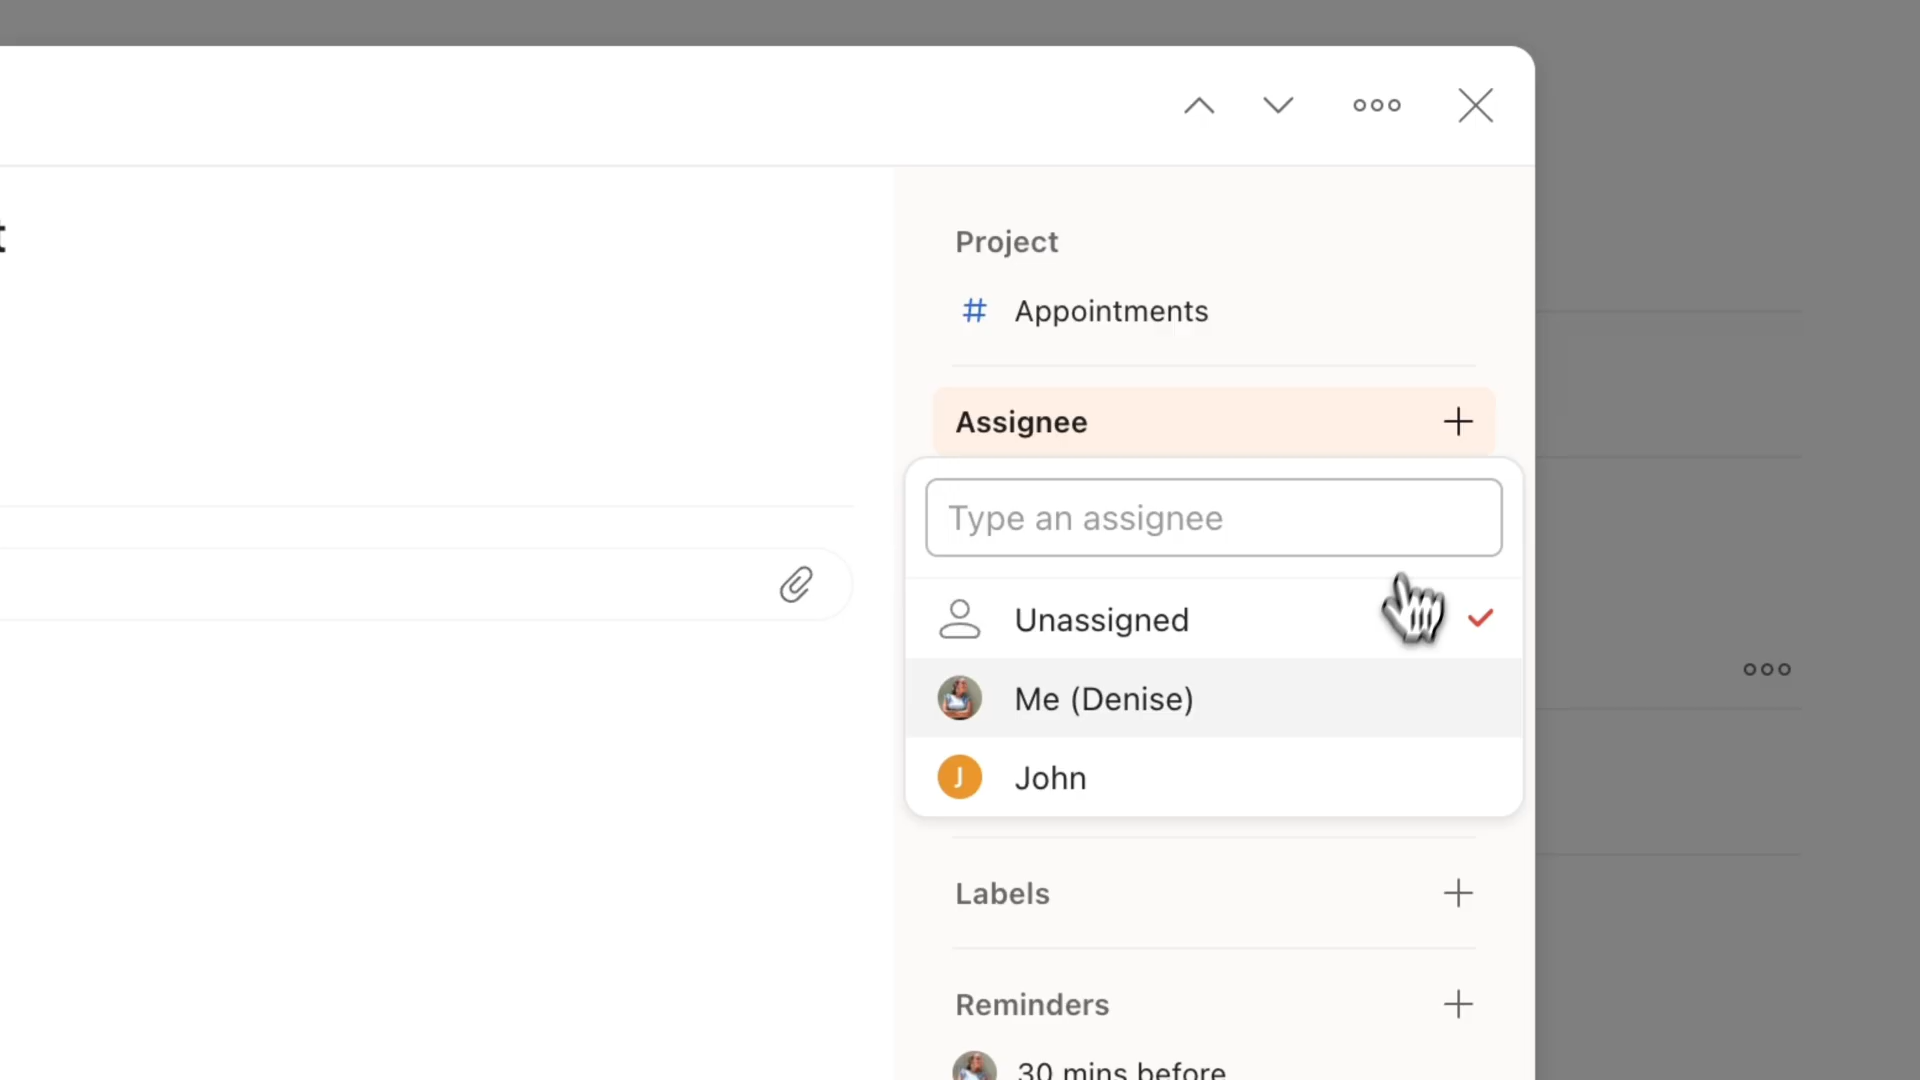 t
Project
# Appointments
Assignee
Type an assignee
Unassigned
Me (Denise)
J John
Labels
Reminders
30 mins before